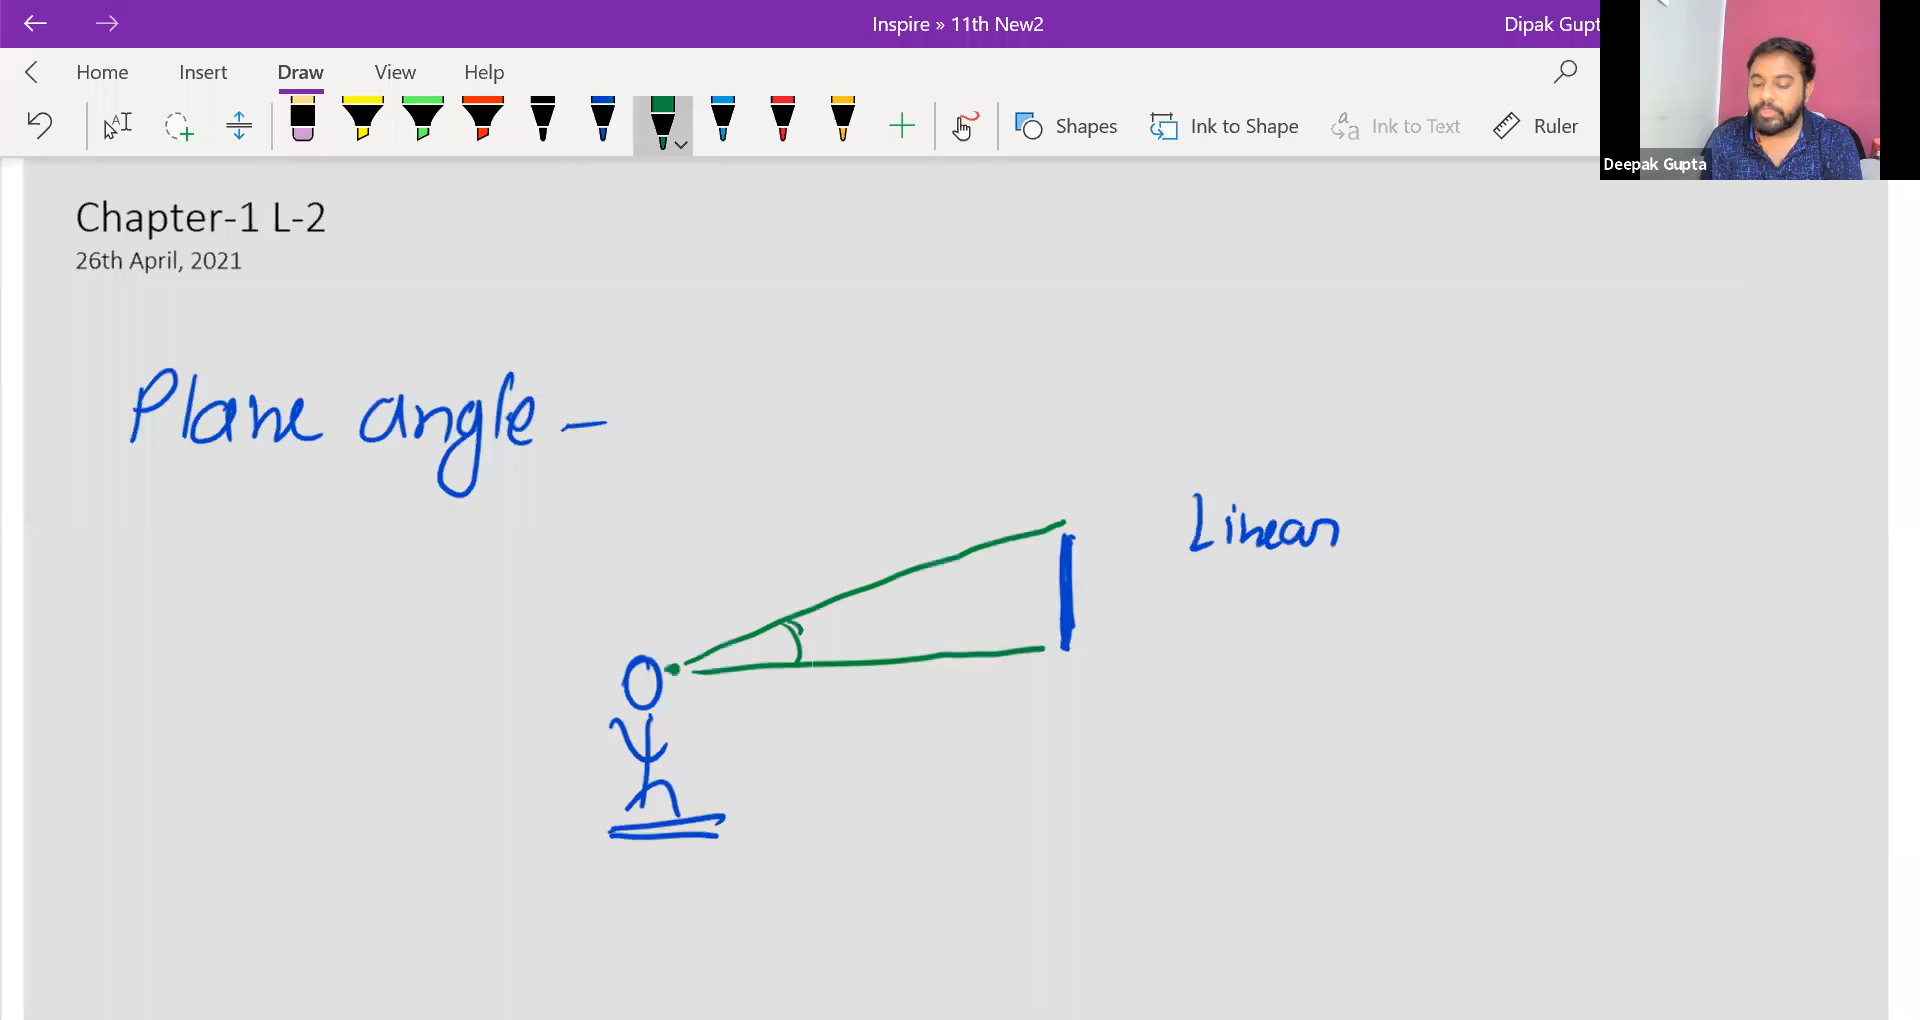 Inspire » 11th New2
Dipak Gupt
Home Insert Draw View Help
Shapes Ink to Shape Ink to Text Ruler
Deepak Gupta
Chapter-1 L-2
26th April, 2021
Plane angle –
Linear